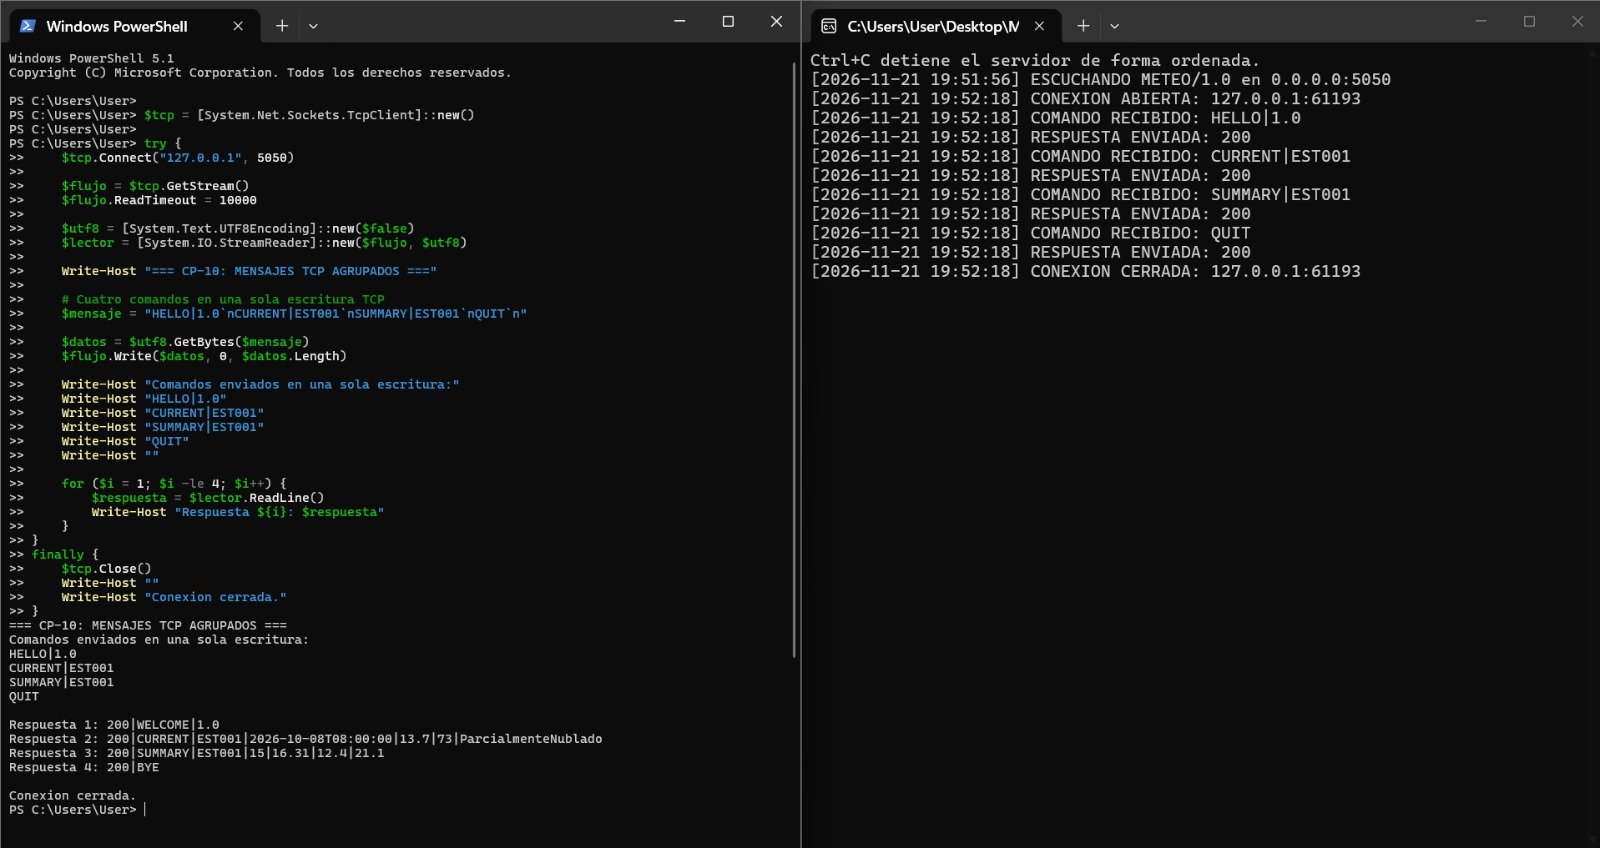 Windows PowerShell
Windows PowerShell 5.1
Copyright (C) Microsoft Corporation. Todos los derechos reservados.
PS C:\Users\User>
PS C:\Users\User> $tcp = [System.Net.Sockets.TcpClient]::new()
PS C:\Users\User>
PS C:\Users\User> try {
>>     $tcp.Connect("127.0.0.1", 5050)
>>
>>     $flujo = $tcp.GetStream()
>>     $flujo.ReadTimeout = 10000
>>
>>     $utf8 = [System.Text.UTF8Encoding]::new($false)
>>     $lector = [System.IO.StreamReader]::new($flujo, $utf8)
>>
>>     Write-Host "=== CP-10: MENSAJES TCP AGRUPADOS ==="
>>
>>     # Cuatro comandos en una sola escritura TCP
>>     $mensaje = "HELLO|1.0`nCURRENT|EST001`nSUMMARY|EST001`nQUIT`n"
>>
>>     $datos = $utf8.GetBytes($mensaje)
>>     $flujo.Write($datos, 0, $datos.Length)
>>
>>     Write-Host "Comandos enviados en una sola escritura:"
>>     Write-Host "HELLO|1.0"
>>     Write-Host "CURRENT|EST001"
>>     Write-Host "SUMMARY|EST001"
>>     Write-Host "QUIT"
>>     Write-Host ""
>>
>>     for ($i = 1; $i -le 4; $i++) {
>>         $respuesta = $lector.ReadLine()
>>         Write-Host "Respuesta ${i}: $respuesta"
>>     }
>> }
>> finally {
>>     $tcp.Close()
>>     Write-Host ""
>>     Write-Host "Conexion cerrada."
>> }
=== CP-10: MENSAJES TCP AGRUPADOS ===
Comandos enviados en una sola escritura:
HELLO|1.0
CURRENT|EST001
SUMMARY|EST001
QUIT
Respuesta 1: 200|WELCOME|1.0
Respuesta 2: 200|CURRENT|EST001|2026-10-08T08:00:00|13.7|73|ParcialmenteNublado
Respuesta 3: 200|SUMMARY|EST001|15|16.31|12.4|21.1
Respuesta 4: 200|BYE
Conexion cerrada.
PS C:\Users\User>
C:\Users\User\Desktop\M
Ctrl+C detiene el servidor de forma ordenada.
[2026-11-21 19:51:56] ESCUCHANDO METEO/1.0 en 0.0.0.0:5050
[2026-11-21 19:52:18] CONEXION ABIERTA: 127.0.0.1:61193
[2026-11-21 19:52:18] COMANDO RECIBIDO: HELLO|1.0
[2026-11-21 19:52:18] RESPUESTA ENVIADA: 200
[2026-11-21 19:52:18] COMANDO RECIBIDO: CURRENT|EST001
[2026-11-21 19:52:18] RESPUESTA ENVIADA: 200
[2026-11-21 19:52:18] COMANDO RECIBIDO: SUMMARY|EST001
[2026-11-21 19:52:18] RESPUESTA ENVIADA: 200
[2026-11-21 19:52:18] COMANDO RECIBIDO: QUIT
[2026-11-21 19:52:18] RESPUESTA ENVIADA: 200
[2026-11-21 19:52:18] CONEXION CERRADA: 127.0.0.1:61193